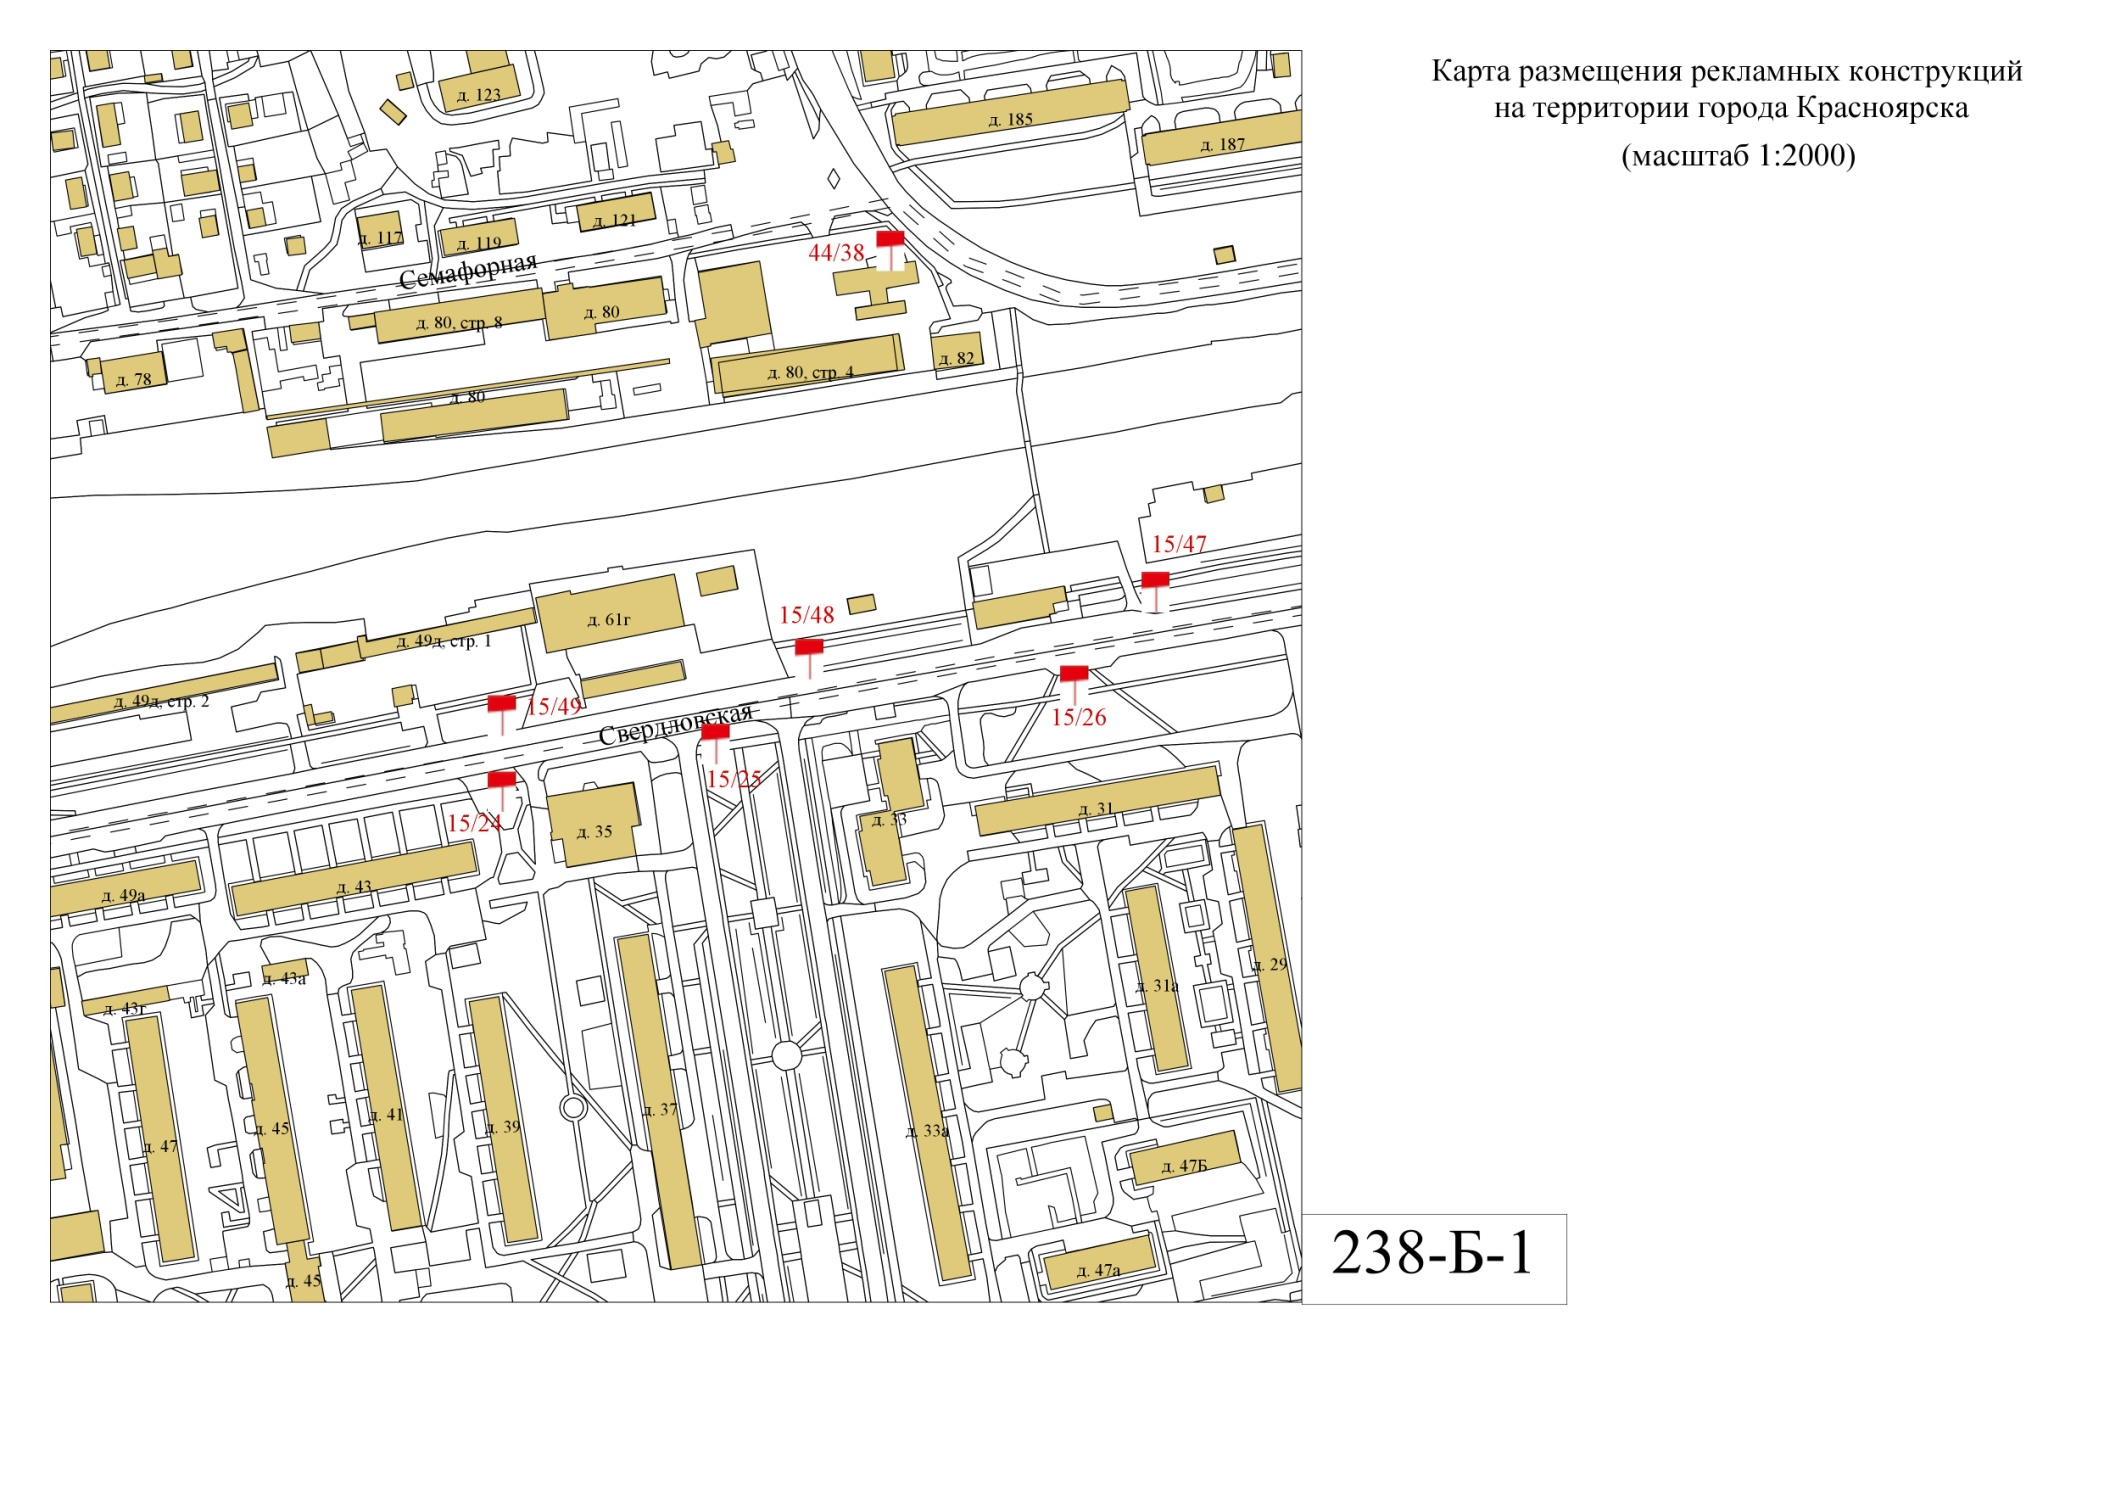 Карта размещения рекламных конструкций
на территории города Красноярска
(масштаб 1:2000)
д. 123
д. 185
д. 187
д. 121
д. 117
д. 119
44/38
Семафорная
д. 80, стр. 8
д. 80
д. 82
д. 80, стр. 4
д. 78
д. 80
15/47
15/48
д. 61г
д. 49д, стр. 1
д. 49д, стр. 2
15/49
15/26
Свердловская
15/25
15/24
д. 31
д. 33
д. 35
д. 43
д. 49а
д. 29
д. 43а
д. 31а
д. 43г
д. 37
д. 41
д. 39
д. 45
д. 33а
д. 47
д. 47Б
д. 47а
д. 45
238-Б-1